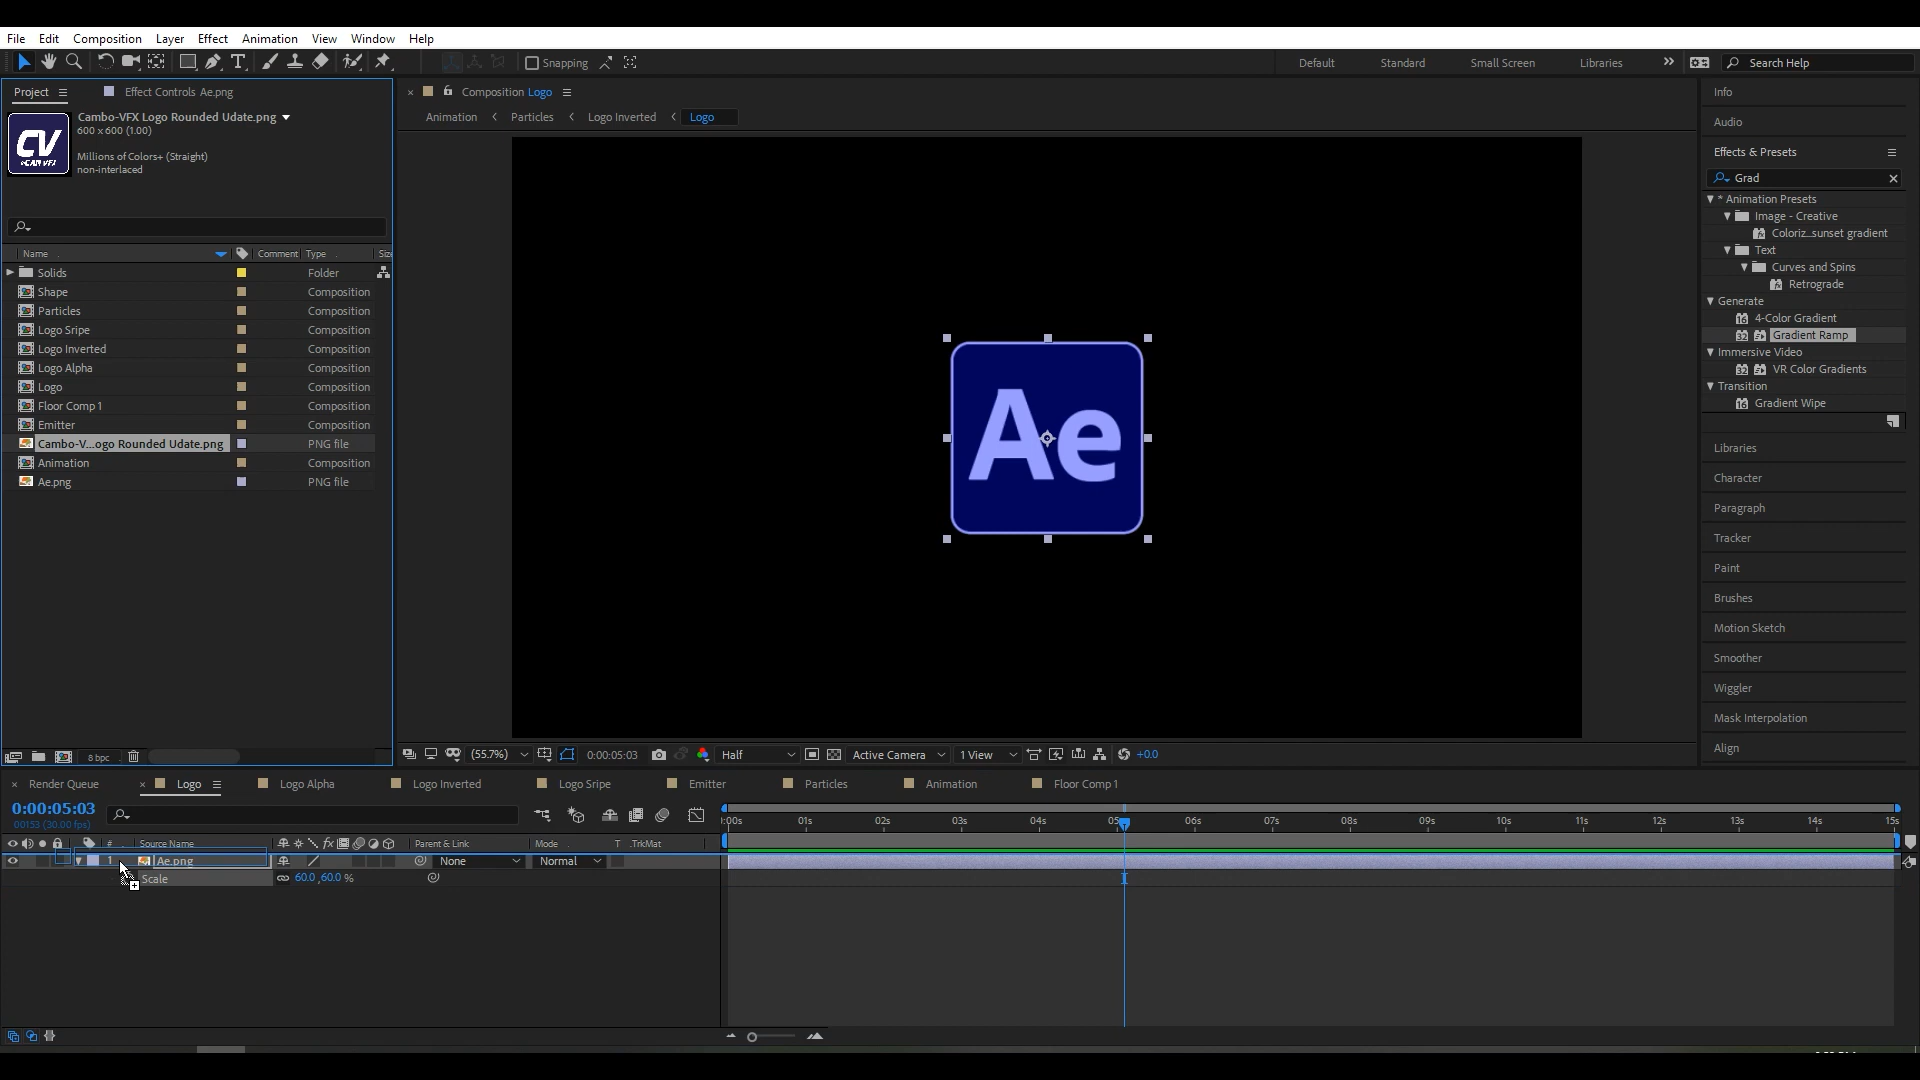 File Edit Composition Layer Effect Animation View Window Help
Snapping Default Standard Small Screen Libraries Search Help
Project Effect Controls Ae.png
Cambo-VFX Logo Rounded Udate.png
600 x 600 (1.00)
Millions of Colors+ (Straight)
non-interlaced
CV
Name Comment Type Siz
Solids Folder
Shape Composition
Particles Composition
Logo Sripe Composition
Logo Inverted Composition
Logo Alpha Composition
Logo Composition
Floor Comp 1 Composition
Emitter Composition
Cambo-V...ogo Rounded Udate.png PNG file
Animation Composition
Ae.png PNG file
8 bpc
Composition Logo
Animation Particles Logo Inverted Logo
Ae
(55.7%) 0:00:05:03 Half Active Camera 1 View +0.0
Info
Audio
Effects & Presets
Grad
* Animation Presets
Image - Creative
Coloriz...sunset gradient
Text
Curves and Spins
Retrograde
Generate
4-Color Gradient
Gradient Ramp
Immersive Video
VR Color Gradients
Transition
Gradient Wipe
Libraries
Character
Paragraph
Tracker
Paint
Brushes
Motion Sketch
Smoother
Wiggler
Mask Interpolation
Align
Render Queue Logo Logo Alpha Logo Inverted Logo Sripe Emitter Particles Animation Floor Comp 1
0:00:05:03
00153 (30.00 fps)
:00s 01s 02s 03s 04s 05s 06s 07s 08s 09s 10s 11s 12s 13s 14s 15s
# Source Name Parent & Link Mode T .TrkMat
1 Ae.png None Normal
Scale 60.0,60.0 %